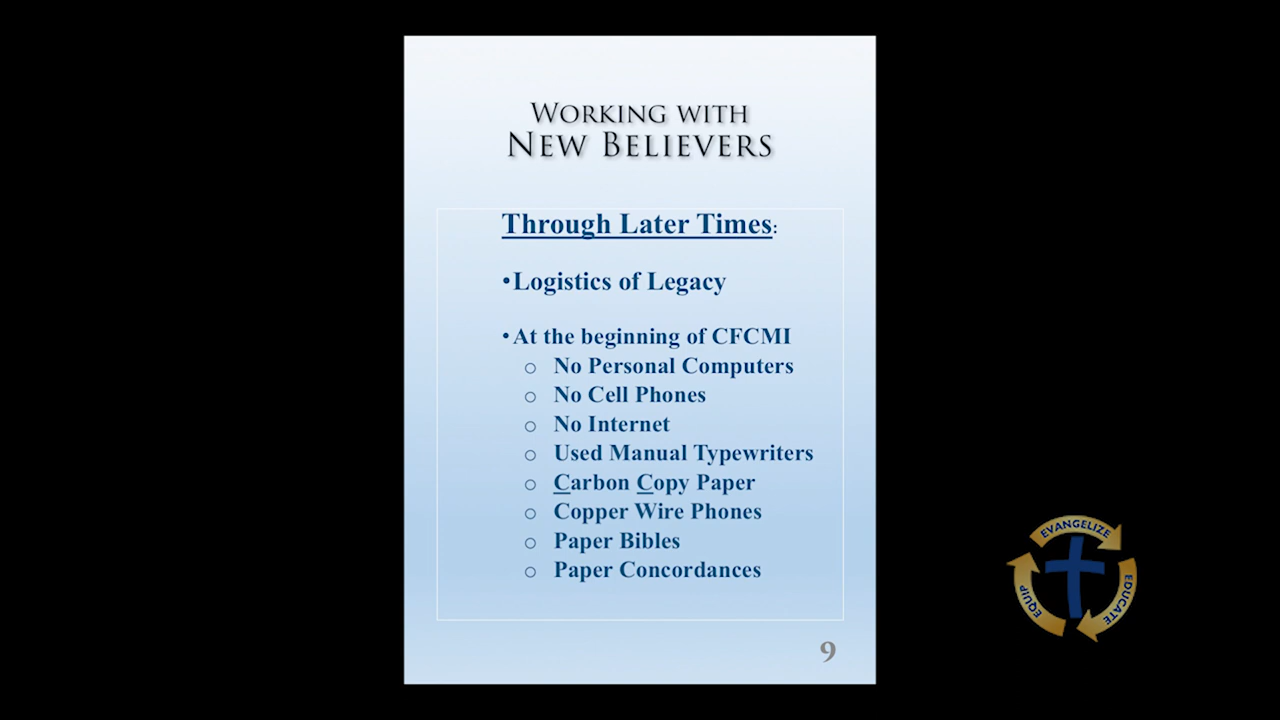 WORKING WITH
NEW BELIEVERS
Through Later Times:
•Logistics of Legacy
•At the beginning of CFCMI
o No Personal Computers
o No Cell Phones
o No Internet
o Used Manual Typewriters
o Carbon Copy Paper
o Copper Wire Phones
o Paper Bibles
o Paper Concordances
9
EVANGELIZE
EDUCATE
EQUIP